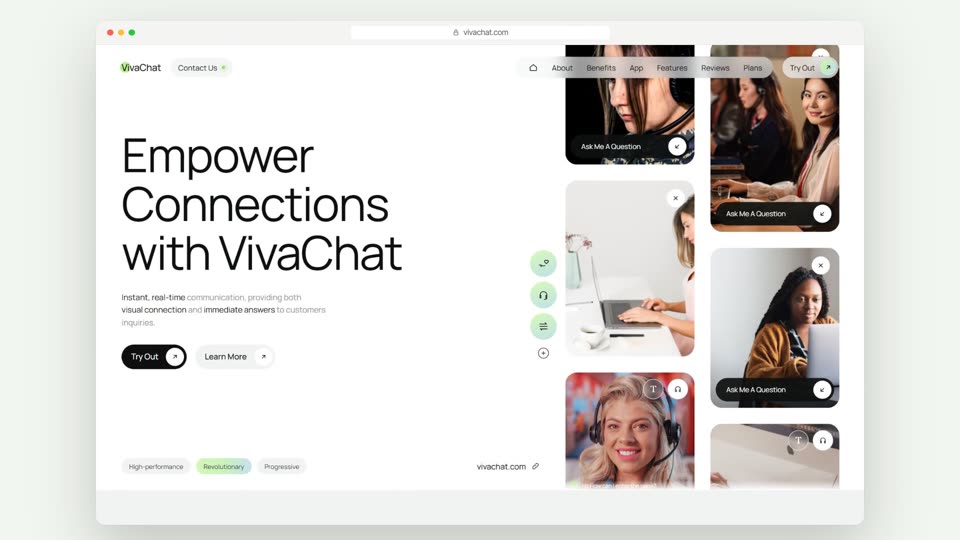 vivachat.com
VivaChat
Contact Us
About
Benefits
App
Features
Reviews
Plans
Try Out
Empower
Connections
with VivaChat
Instant, real-time communication, providing both
visual connection and immediate answers to customers
inquiries.
Try Out
Learn More
High-performance
Revolutionary
Progressive
vivachat.com
Ask Me A Question
Ask Me A Question
Ask Me A Question
T
T